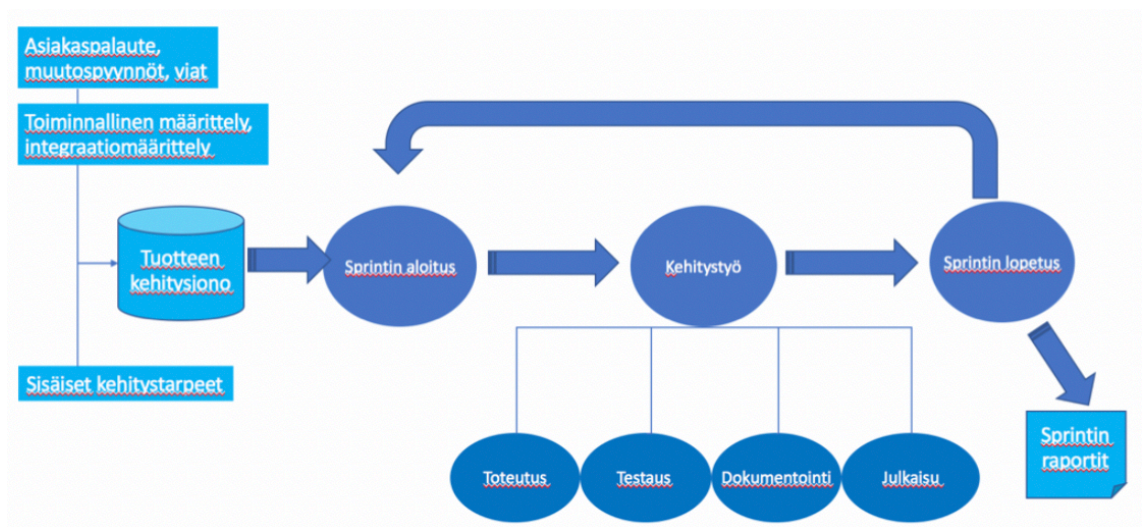 Asiakaspalaute,
muutospyynnöt, viat
Toiminnallinen määrittely,
integraatiomäärittely
Tuotteen
kehitysjono
Sprintin aloitus
Kehitystyö
Sprintin lopetus
Sisäiset kehitystarpeet
Sprintin
raportit
Toteutus
Testaus
Dokumentointi
Julkaisu